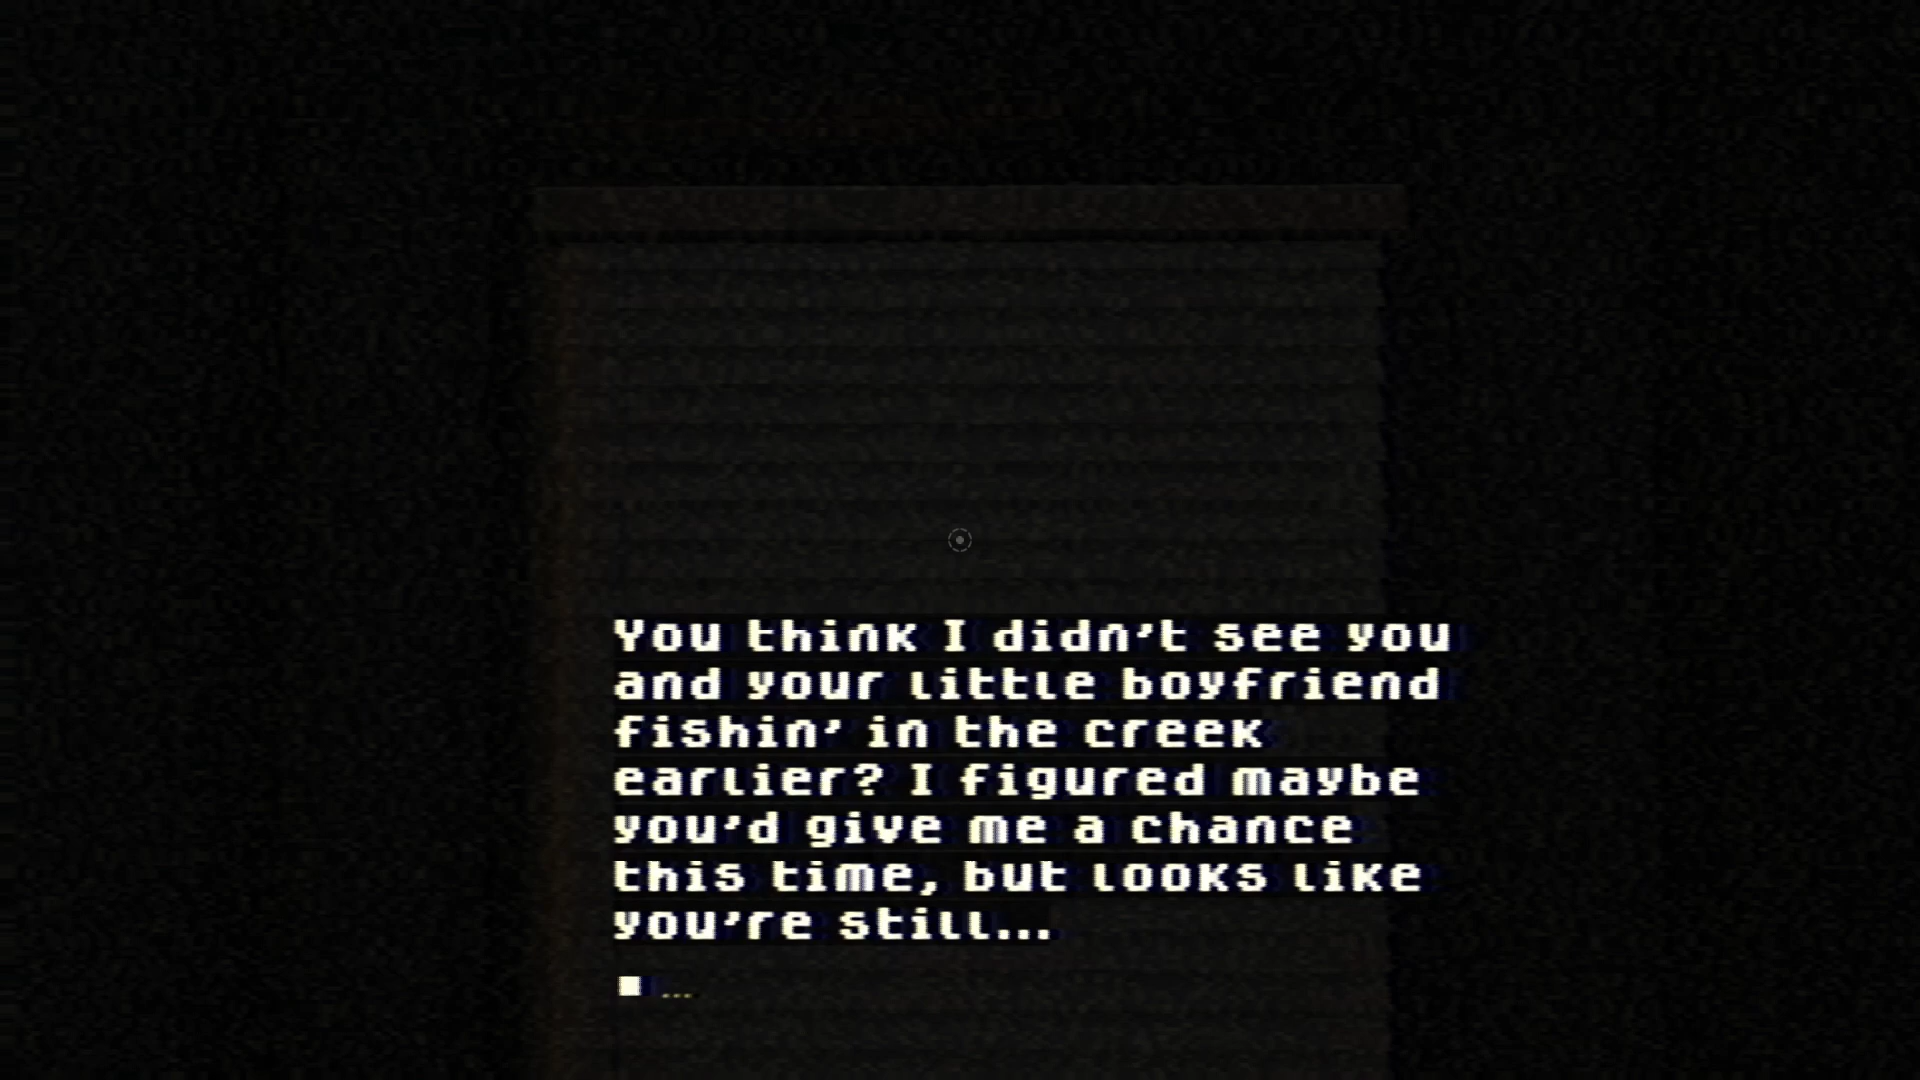 You think I didn't see you
and your little boyfriend
fishin' in the creek
earlier? I figured maybe
you'd give me a chance
this time, but looks like
you're still...
...